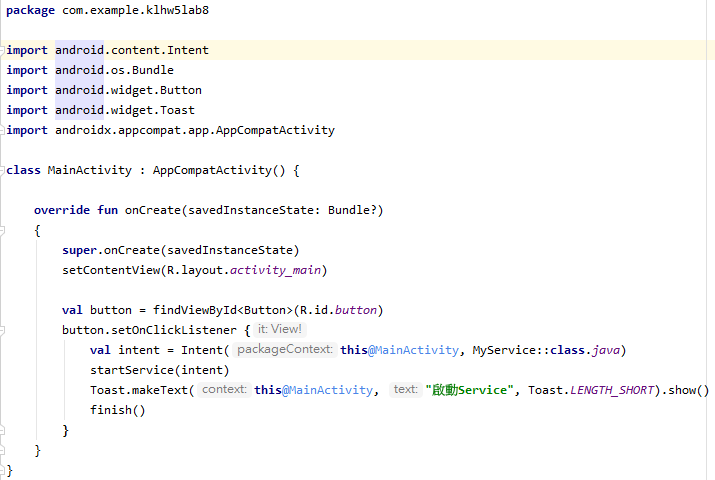 package com.example.klhw5lab8
import android.content.Intent
import android.os.Bundle
import android.widget.Button
import android.widget.Toast
import androidx.appcompat.app.AppCompatActivity
class MainActivity : AppCompatActivity() {
override fun onCreate(savedInstanceState: Bundle?)
{
super.onCreate(savedInstanceState)
setContentView(R.layout.activity_main)
val button = findViewById<Button>(R.id.button)
button.setOnClickListener { it: View!
val intent = Intent( packageContext: this@MainActivity, MyService::class.java)
startService(intent)
Toast.makeText( context: this@MainActivity, text: "啟動Service", Toast.LENGTH_SHORT).show()
finish()
}
}
}